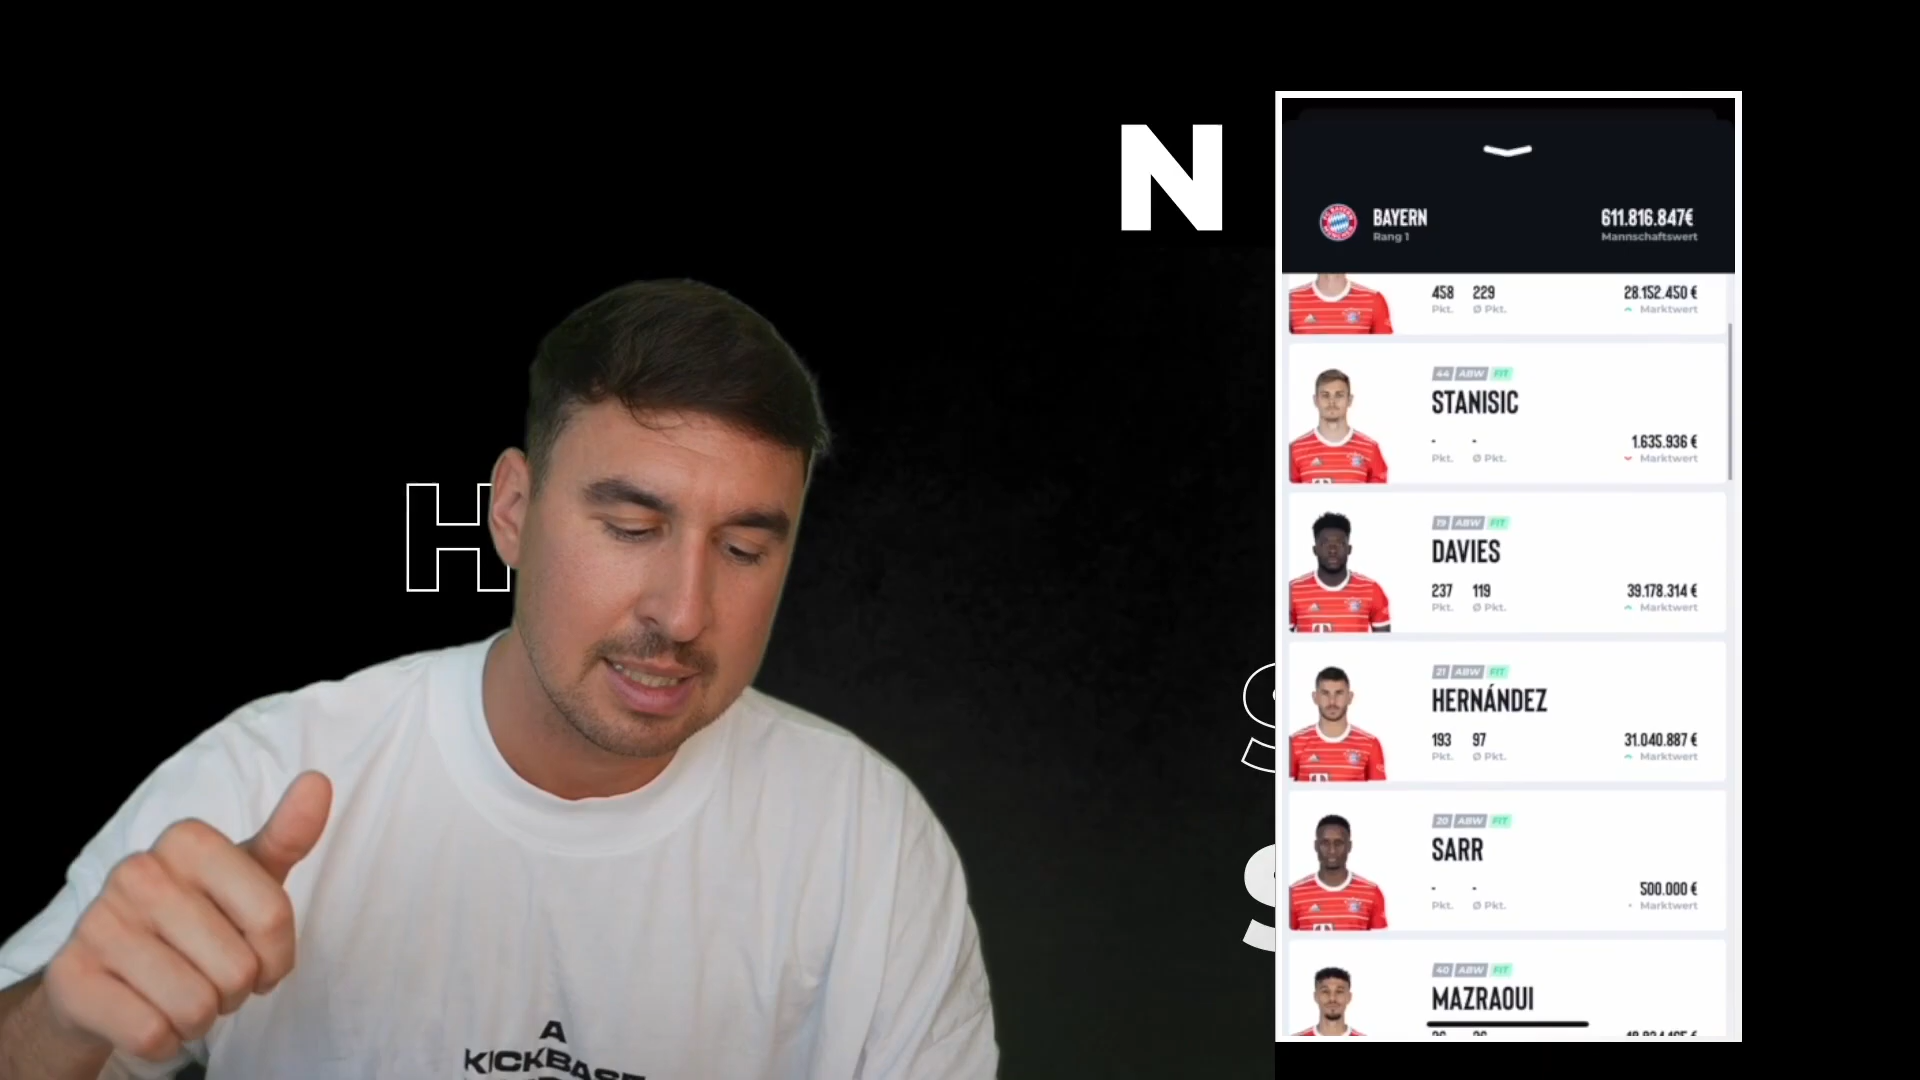 N
H
S
S
A
KICKBASE
BAYERN
Rang 1
611.816.847€
Mannschaftswert
458 229
Pkt. Ø Pkt.
28.152.450 €
Marktwert
44 ABW FIT
STANISIC
- -
Pkt. Ø Pkt.
1.635.936 €
Marktwert
19 ABW FIT
DAVIES
237 119
Pkt. Ø Pkt.
39.178.314 €
Marktwert
21 ABW FIT
HERNÁNDEZ
193 97
Pkt. Ø Pkt.
31.040.887 €
Marktwert
20 ABW FIT
SARR
- -
Pkt. Ø Pkt.
500.000 €
Marktwert
40 ABW FIT
MAZRAOUI